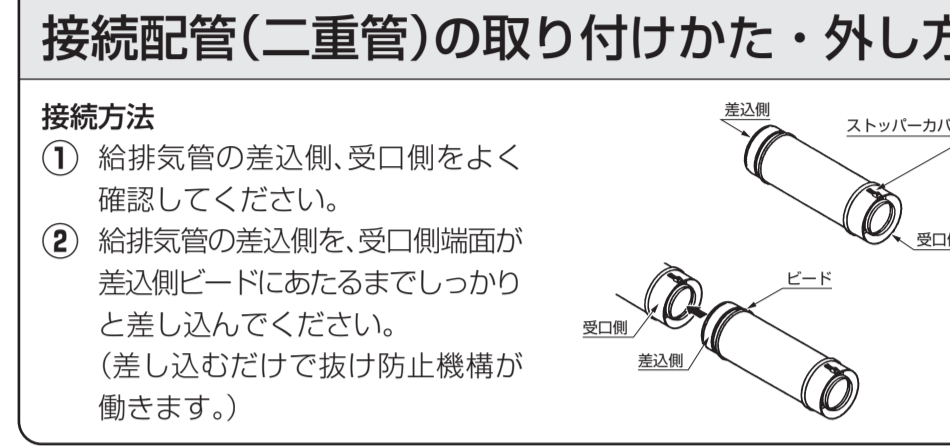 接続配管(二重管)の取り付けかた・外し方
接続方法
① 給排気管の差込側、受口側をよく
確認してください。
② 給排気管の差込側を、受口側端面が
差込側ビードにあたるまでしっかり
と差し込んでください。
(差し込むだけで抜け防止機構が
働きます。)
差込側
ストッパーカバ
受口側
ビード
受口側
差込側